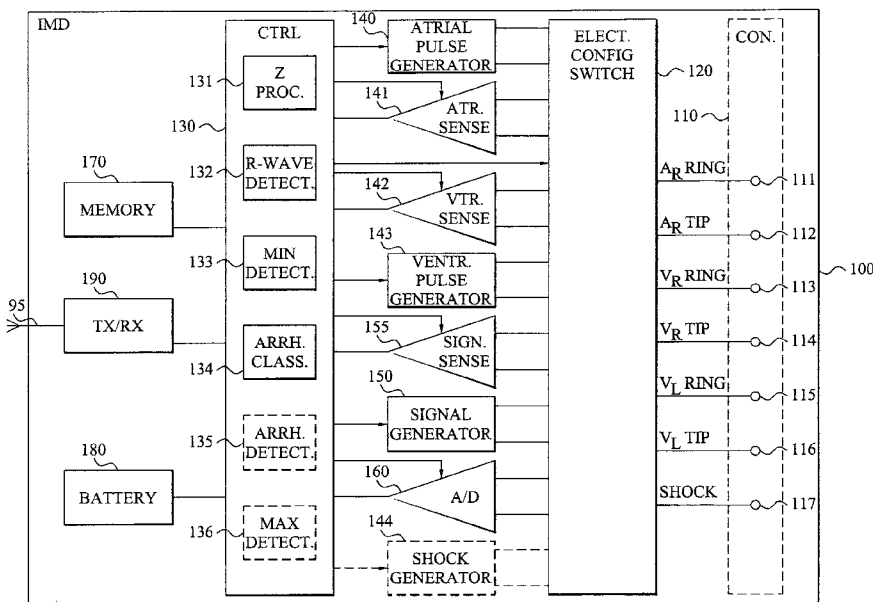 IMD
CTRL
131
Z
PROC.
130
132
R-WAVE
DETECT.
133
MIN
DETECT.
134
ARRH.
CLASS.
135
ARRH.
DETECT.
136
MAX
DETECT.
170
MEMORY
190
TX/RX
95
180
BATTERY
140
ATRIAL
PULSE
GENERATOR
141
ATR.
SENSE
142
VTR.
SENSE
143
VENTR.
PULSE
GENERATOR
155
SIGN.
SENSE
150
SIGNAL
GENERATOR
160
A/D
144
SHOCK
GENERATOR
ELECT.
CONFIG
SWITCH
120
CON.
110
AR RING
111
AR TIP
112
VR RING
113
VR TIP
114
VL RING
115
VL TIP
116
SHOCK
117
100